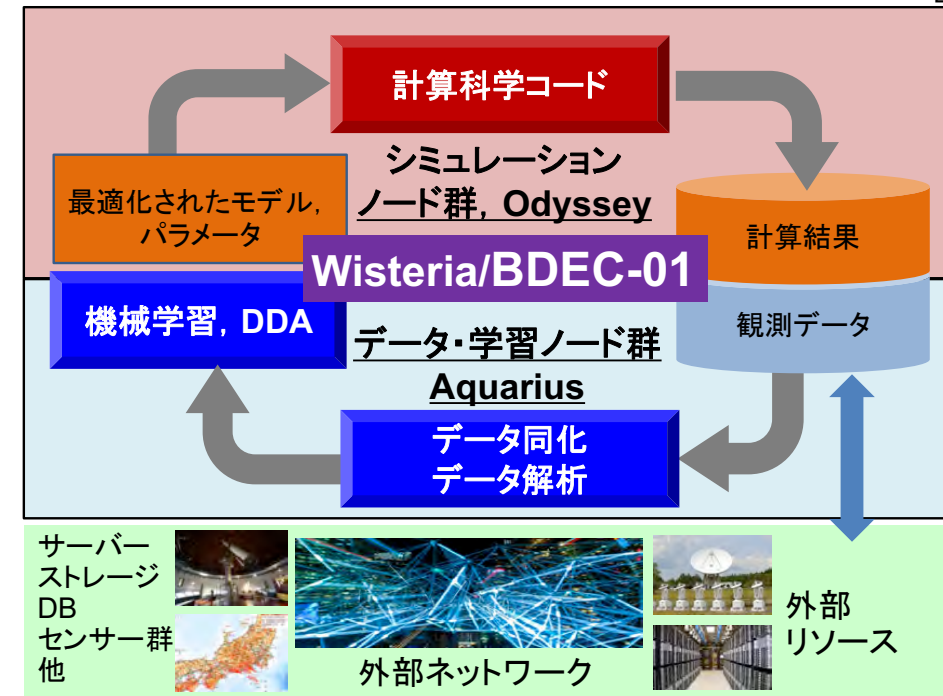 計算科学コード
シミュレーション
ノード群, Odyssey
最適化されたモデル,
パラメータ
計算結果
Wisteria/BDEC-01
機械学習, DDA
観測データ
データ・学習ノード群
Aquarius
データ同化
データ解析
サーバー
ストレージ
DB
センサー群
他
外部ネットワーク
外部
リソース